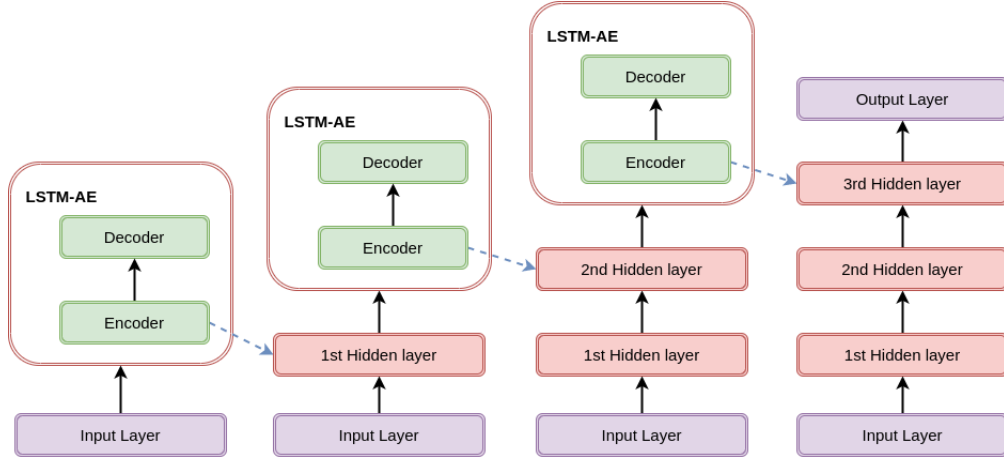 LSTM-AE
Decoder
Encoder
Input Layer
LSTM-AE
Decoder
Encoder
1st Hidden layer
Input Layer
LSTM-AE
Decoder
Encoder
2nd Hidden layer
1st Hidden layer
Input Layer
Output Layer
3rd Hidden layer
2nd Hidden layer
1st Hidden layer
Input Layer